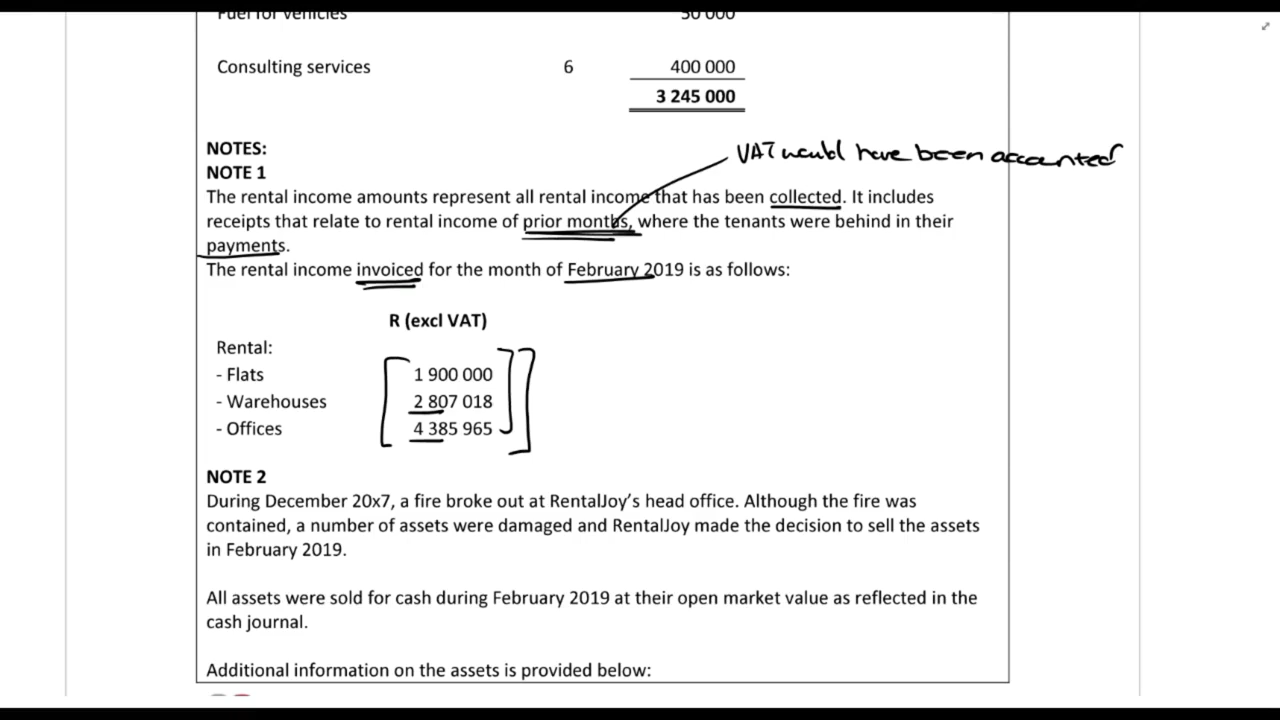 Fuel for vehicles 50 000
Consulting services 6 400 000
3 245 000
NOTES:
VAT would have been accounted
NOTE 1
The rental income amounts represent all rental income that has been collected. It includes
receipts that relate to rental income of prior months, where the tenants were behind in their
payments.
The rental income invoiced for the month of February 2019 is as follows:
R (excl VAT)
Rental:
- Flats 1 900 000
- Warehouses 2 807 018
- Offices 4 385 965
NOTE 2
During December 20x7, a fire broke out at RentalJoy's head office. Although the fire was
contained, a number of assets were damaged and RentalJoy made the decision to sell the assets
in February 2019.
All assets were sold for cash during February 2019 at their open market value as reflected in the
cash journal.
Additional information on the assets is provided below: